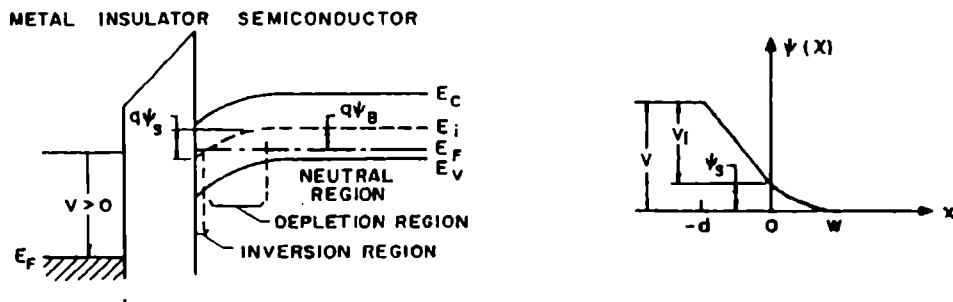 METAL INSULATOR SEMICONDUCTOR
qψs
qψB
EC
Ei
EF
EV
NEUTRAL
REGION
DEPLETION REGION
INVERSION REGION
V > 0
EF
ψ(X)
V
Vi
ψs
-d
0
W
X